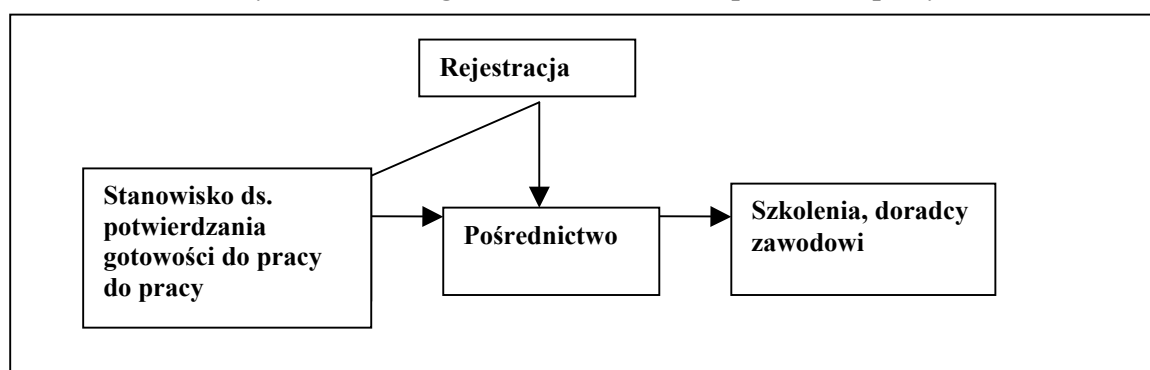 Rejestracja
Stanowisko ds.
potwierdzania
gotowości do pracy
do pracy
Pośrednictwo
Szkolenia, doradcy
zawodowi